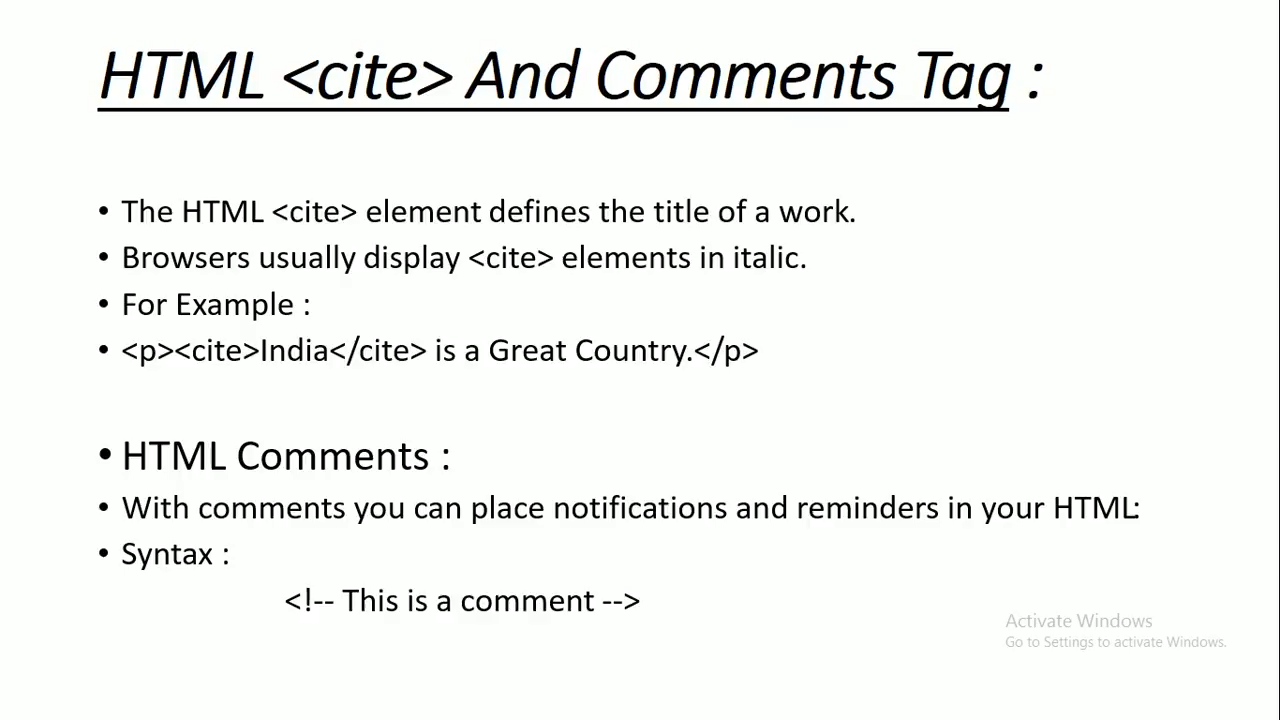 HTML <cite> And Comments Tag :
• The HTML <cite> element defines the title of a work.
• Browsers usually display <cite> elements in italic.
• For Example :
• <p><cite>India</cite> is a Great Country.</p>
• HTML Comments :
• With comments you can place notifications and reminders in your HTML:
• Syntax :
<!-- This is a comment -->
Activate Windows
Go to Settings to activate Windows.